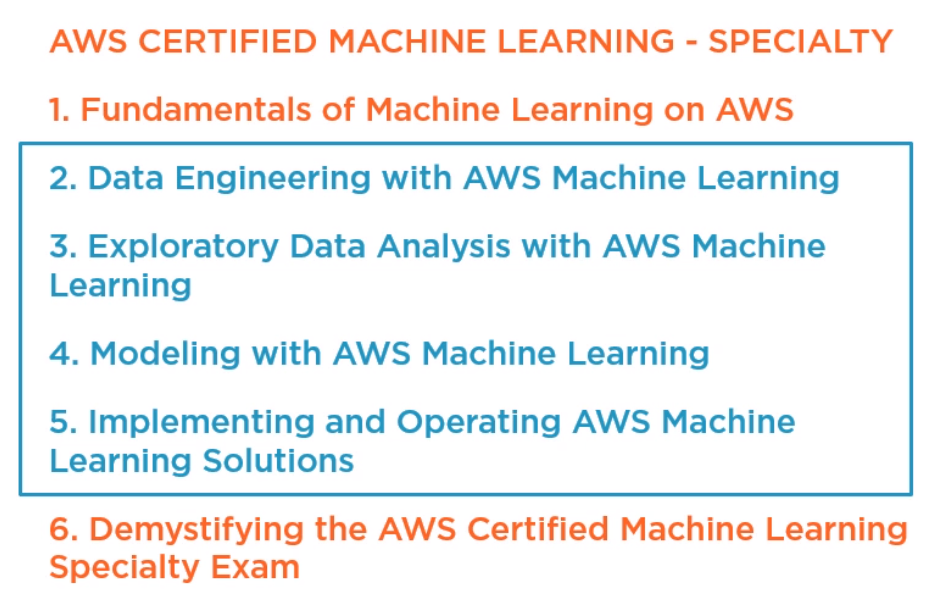 AWS CERTIFIED MACHINE LEARNING - SPECIALTY
1. Fundamentals of Machine Learning on AWS
2. Data Engineering with AWS Machine Learning
3. Exploratory Data Analysis with AWS Machine
Learning
4. Modeling with AWS Machine Learning
5. Implementing and Operating AWS Machine
Learning Solutions
6. Demystifying the AWS Certified Machine Learning
Specialty Exam